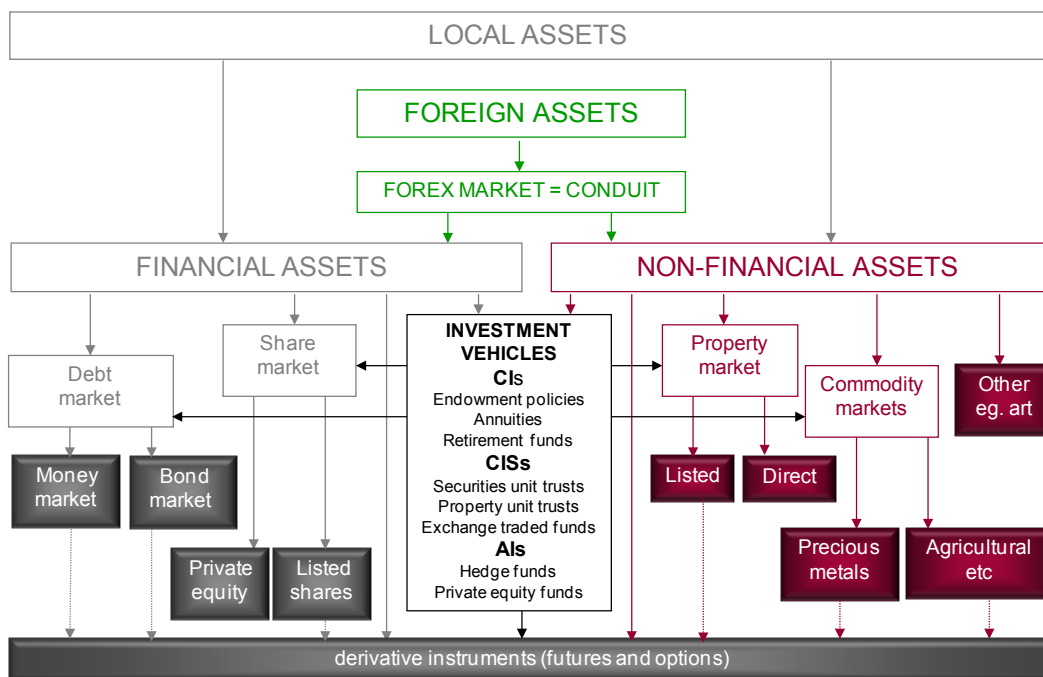 LOCAL ASSETS
FOREIGN ASSETS
FOREX MARKET = CONDUIT
FINANCIAL ASSETS
NON-FINANCIAL ASSETS
Debt
market
Share
market
INVESTMENT
VEHICLES
CIs
Endowment policies
Annuities
Retirement funds
CISs
Securities unit trusts
Property unit trusts
Exchange traded funds
AIs
Hedge funds
Private equity funds
Property
market
Commodity
markets
Other
eg. art
Money
market
Bond
market
Listed
Direct
Private
equity
Listed
shares
Precious
metals
Agricultural
etc
derivative instruments (futures and options)